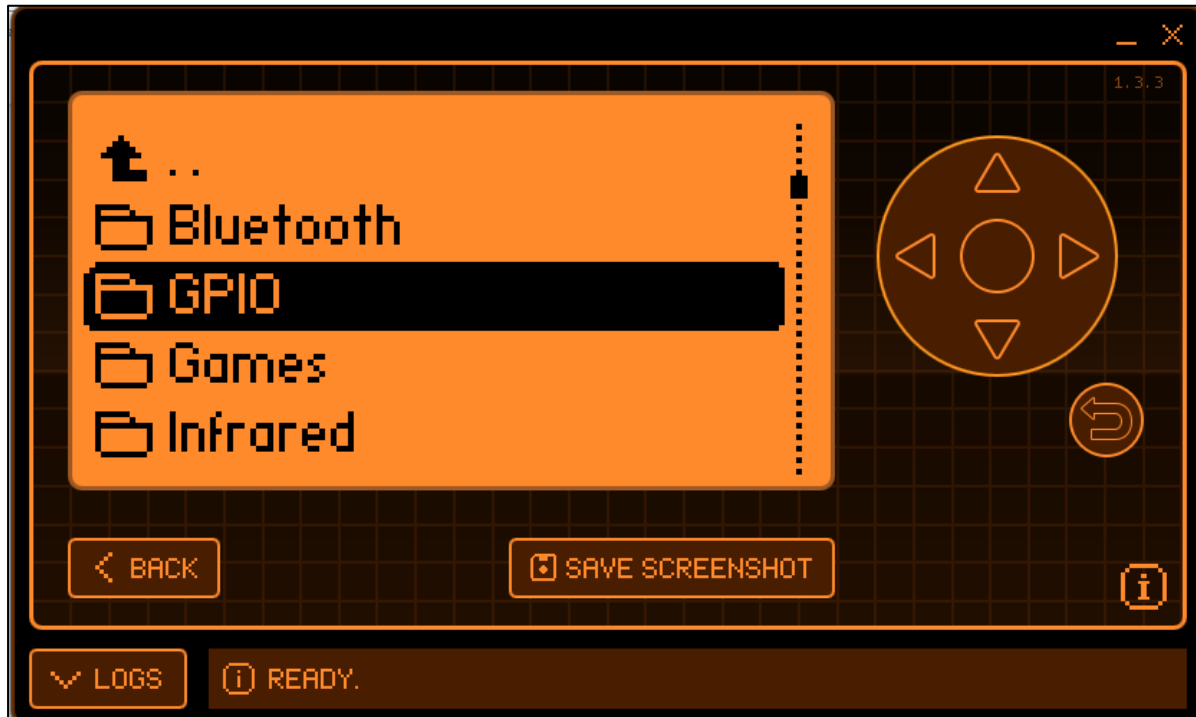 1.3.3
..
Bluetooth
GPIO
Games
Infrared
BACK
SAVE SCREENSHOT
LOGS
READY.